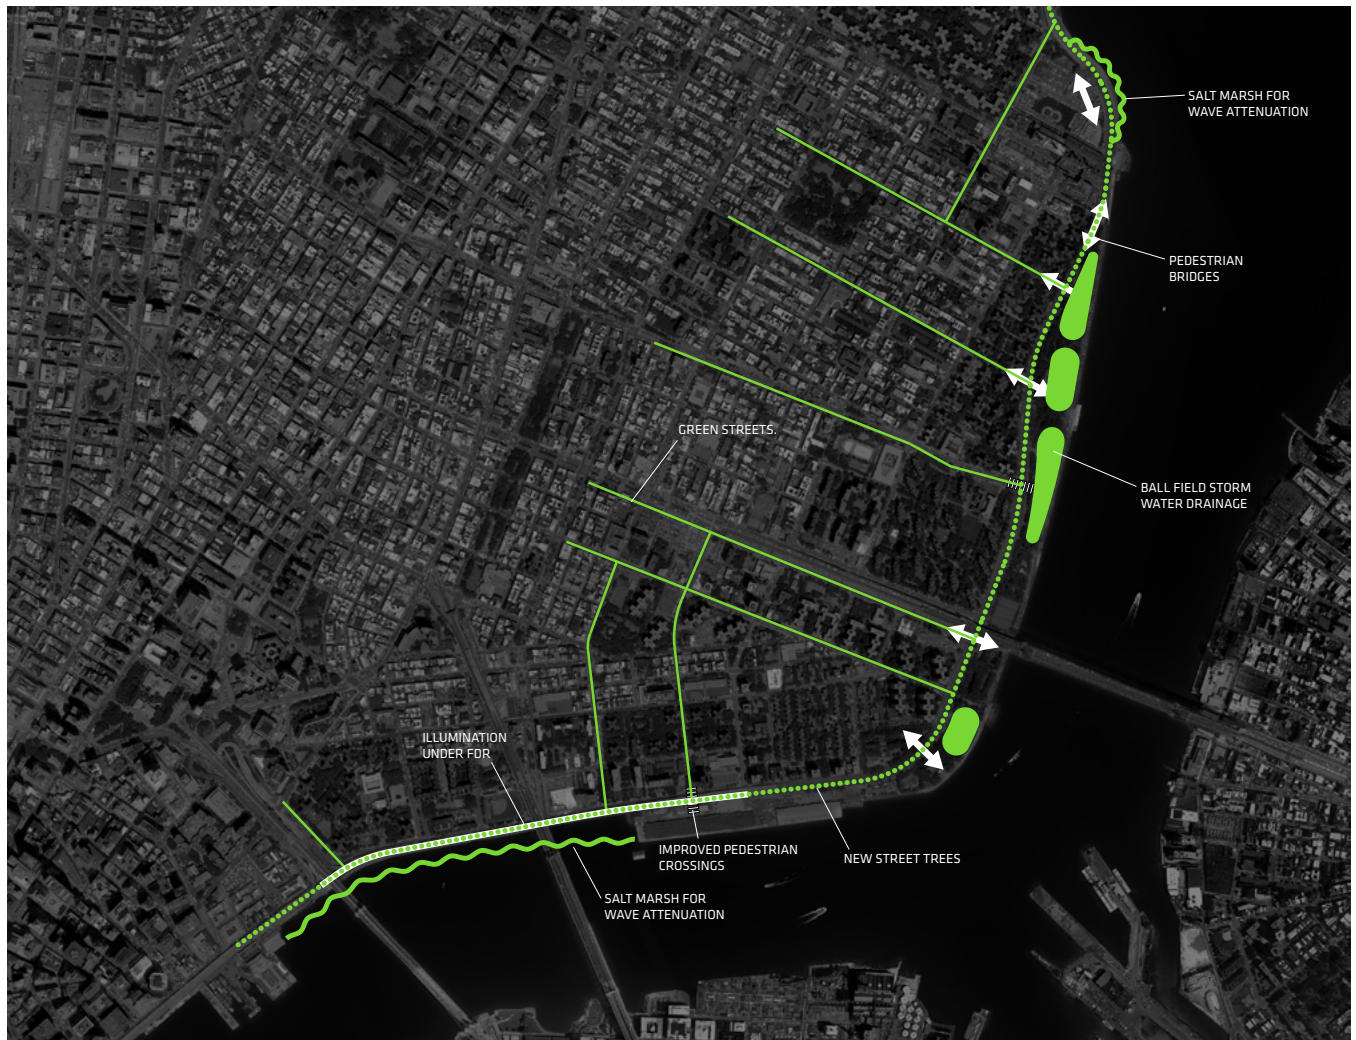 SALT MARSH FOR
WAVE ATTENUATION
PEDESTRIAN
BRIDGES
GREEN STREETS.
BALL FIELD STORM
WATER DRAINAGE
ILLUMINATION
UNDER FDR
IMPROVED PEDESTRIAN
CROSSINGS
NEW STREET TREES
SALT MARSH FOR
WAVE ATTENUATION